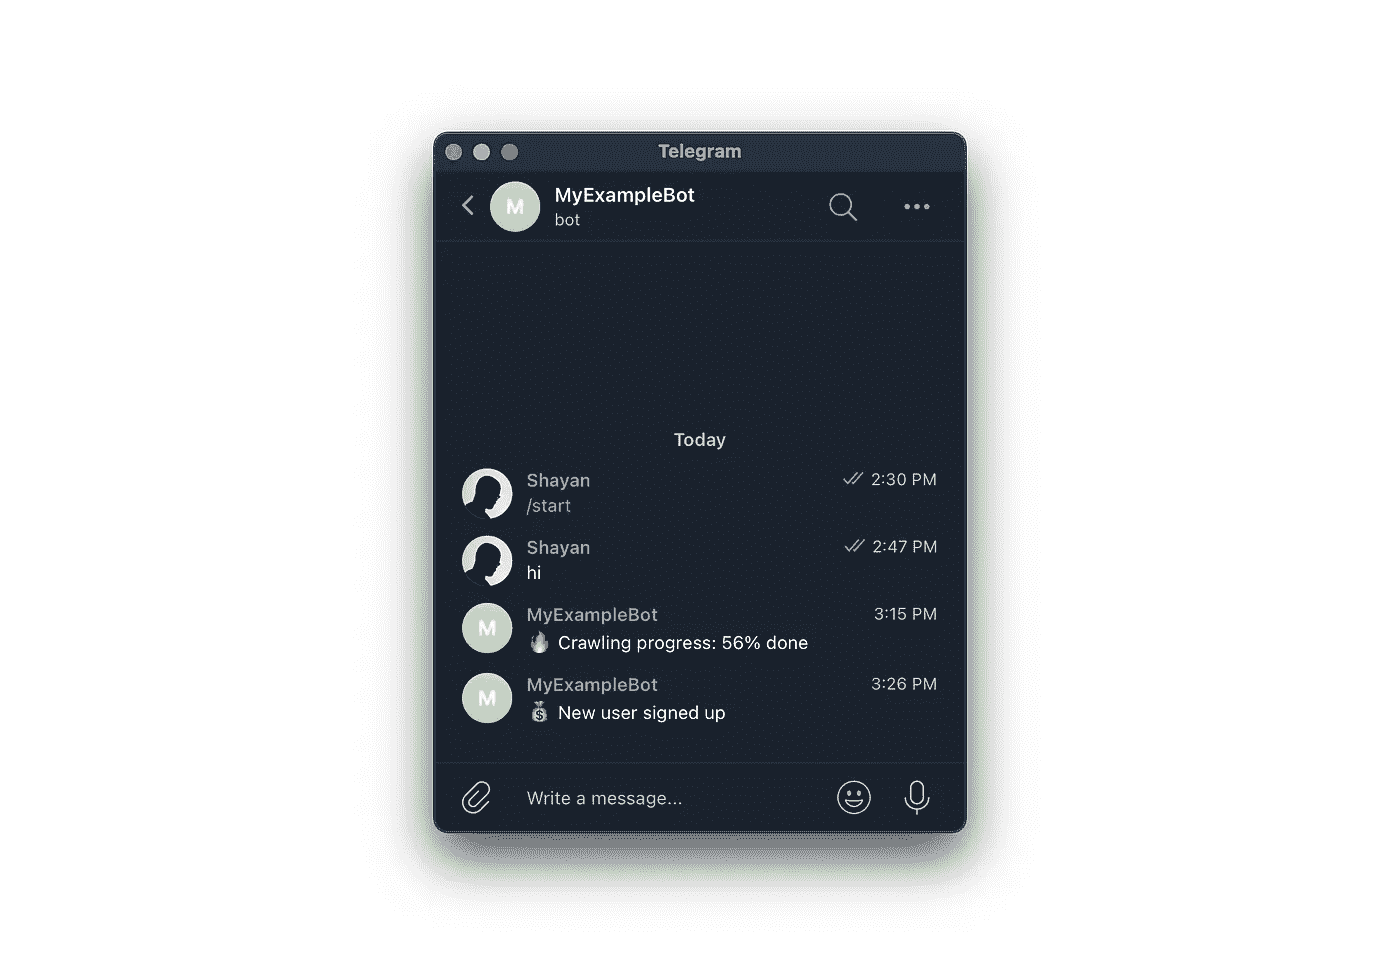 Telegram
M
MyExampleBot
bot
Today
Shayan
2:30 PM
/start
Shayan
2:47 PM
hi
MyExampleBot
3:15 PM
M
🔥 Crawling progress: 56% done
MyExampleBot
3:26 PM
M
💰 New user signed up
Write a message...